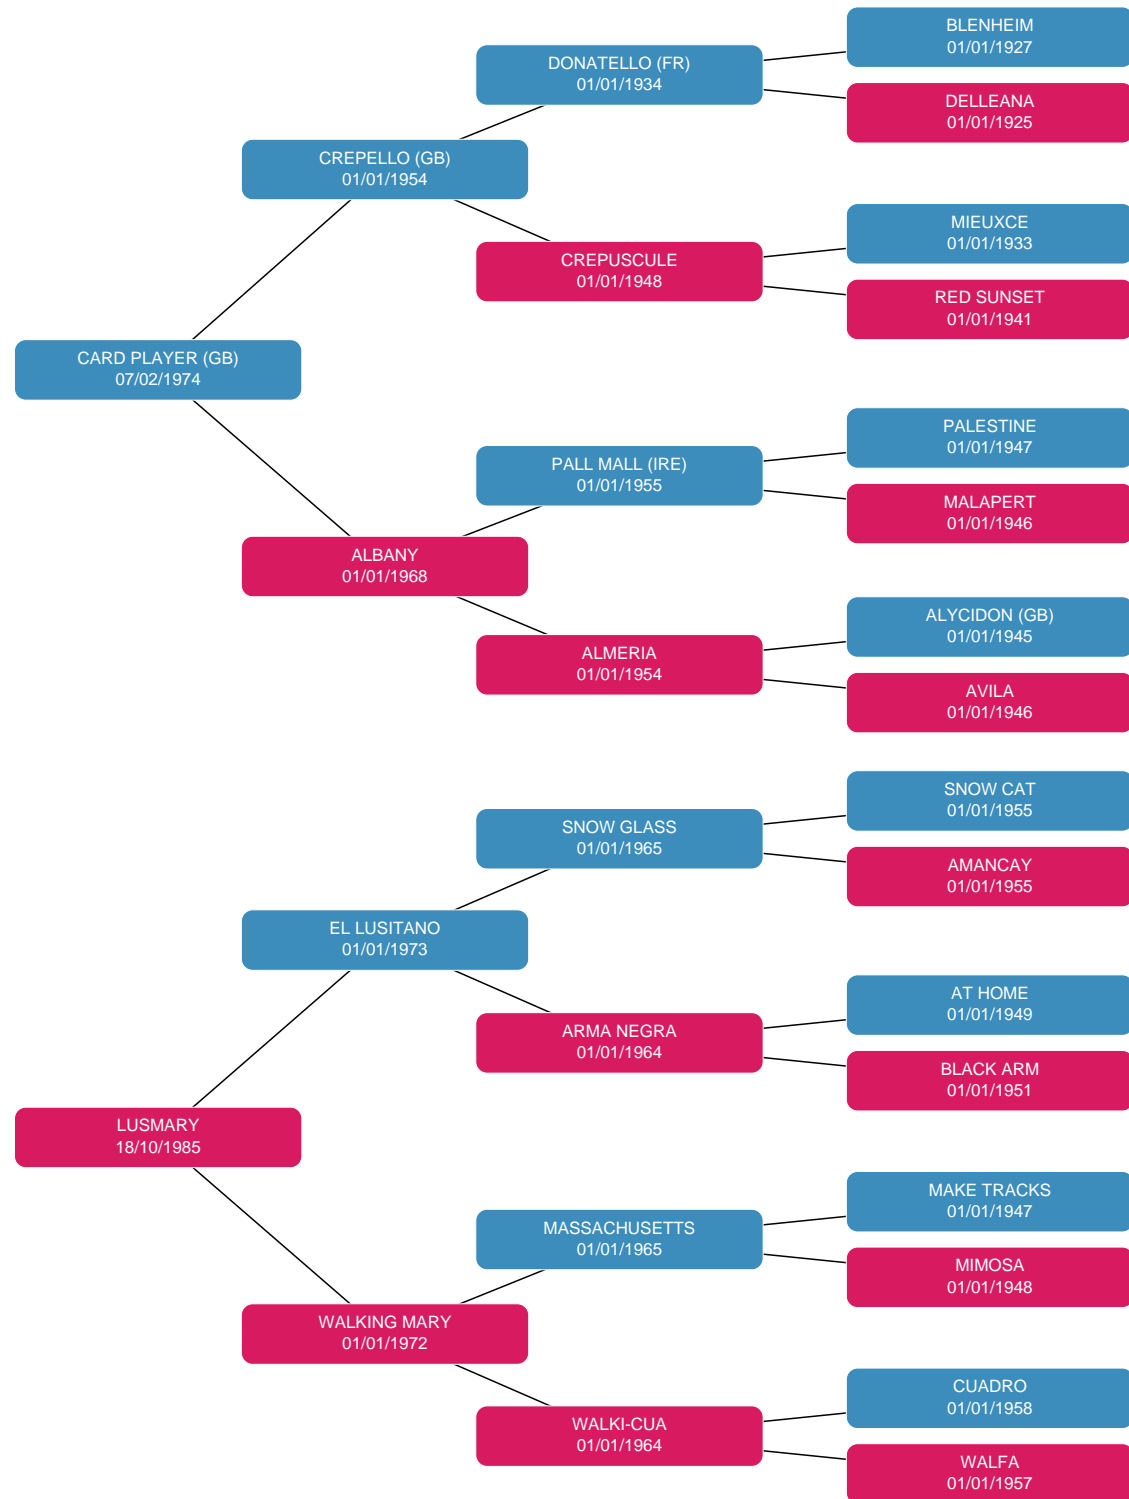 BLENHEIM
01/01/1927
DONATELLO (FR)
01/01/1934
DELLEANA
01/01/1925
CREPELLO (GB)
01/01/1954
MIEUXCE
01/01/1933
CREPUSCULE
01/01/1948
RED SUNSET
01/01/1941
CARD PLAYER (GB)
07/02/1974
PALESTINE
01/01/1947
PALL MALL (IRE)
01/01/1955
MALAPERT
01/01/1946
ALBANY
01/01/1968
ALYCIDON (GB)
01/01/1945
ALMERIA
01/01/1954
AVILA
01/01/1946
SNOW CAT
01/01/1955
SNOW GLASS
01/01/1965
AMANCAY
01/01/1955
EL LUSITANO
01/01/1973
AT HOME
01/01/1949
ARMA NEGRA
01/01/1964
BLACK ARM
01/01/1951
LUSMARY
18/10/1985
MAKE TRACKS
01/01/1947
MASSACHUSETTS
01/01/1965
MIMOSA
01/01/1948
WALKING MARY
01/01/1972
CUADRO
01/01/1958
WALKI-CUA
01/01/1964
WALFA
01/01/1957